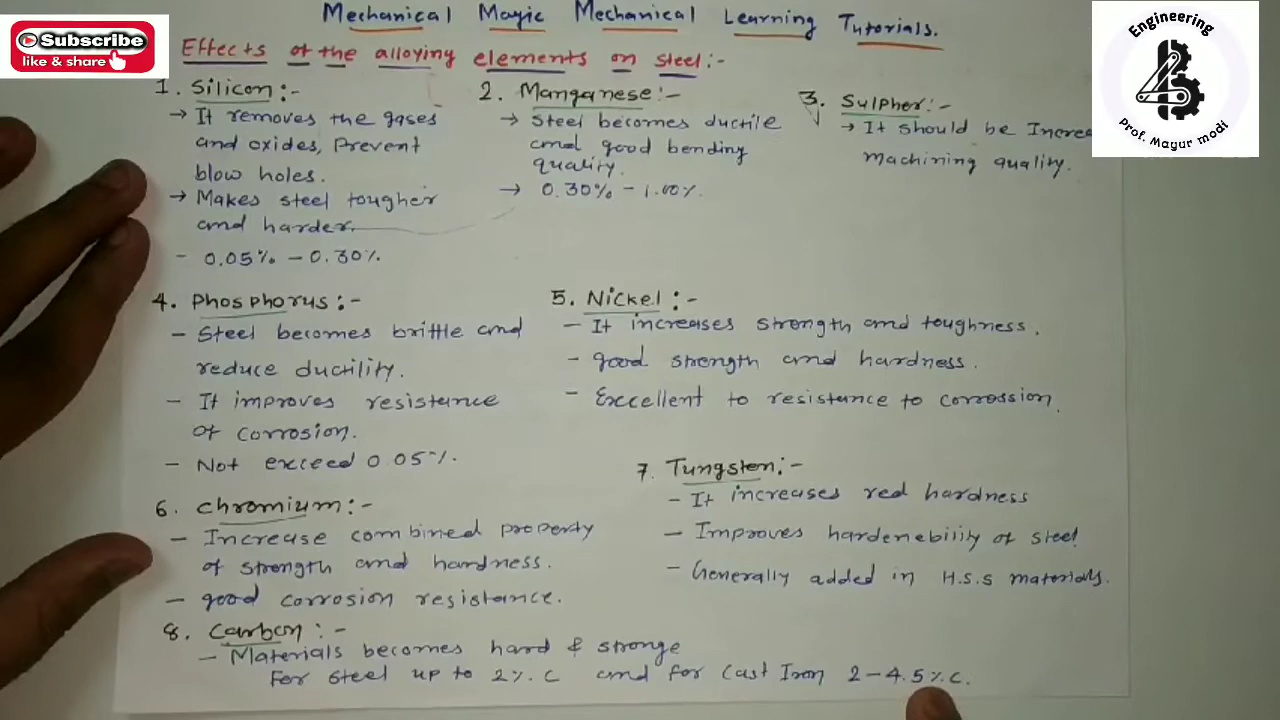 Mechanical Magic Mechanical Learning Tutorials.
Subscribe
like & share
Engineering
Prof. Mayur modi
Effects of the alloying elements on steel:-
1. Silicon:-
→ It removes the gases
and oxides, Prevent
blow holes.
→ Makes steel tougher
and harder.
- 0.05% - 0.30%.
2. Manganese:-
→ Steel becomes ductile
and good bending
quality.
→ 0.30% - 1.00%.
3. Sulpher:-
→ It should be Increa
machining quality.
4. Phosphorus:-
- Steel becomes brittle and
reduce ductility.
- It improves resistance
of corrosion.
- Not exceed 0.05%.
5. Nickel:-
- It increases strength and toughness.
- good strength and hardness.
- Excellent to resistance to corrossion.
6. chromium:-
- Increase combined property
of strength and hardness.
- good corrosion resistance.
7. Tungsten:-
- It increases red hardness
- Improves hardenebility of steel
- Generally added in H.S.S materials.
8. Carbon:-
- Materials becomes hard & stronge
For steel up to 2%. C and for Cast Iron 2-4.5%.C.